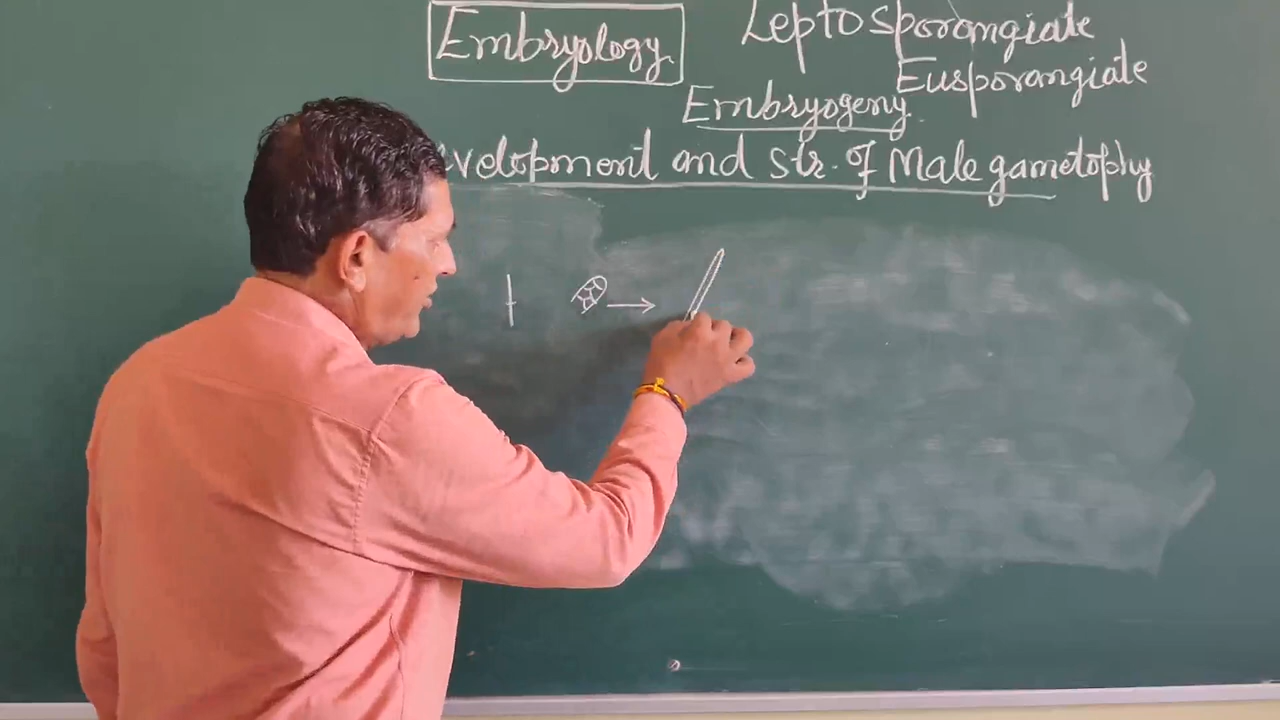 Embryology
Leptosporangiate
Eusporangiate
Embryogeny.
velopment and str. of Male gametophy